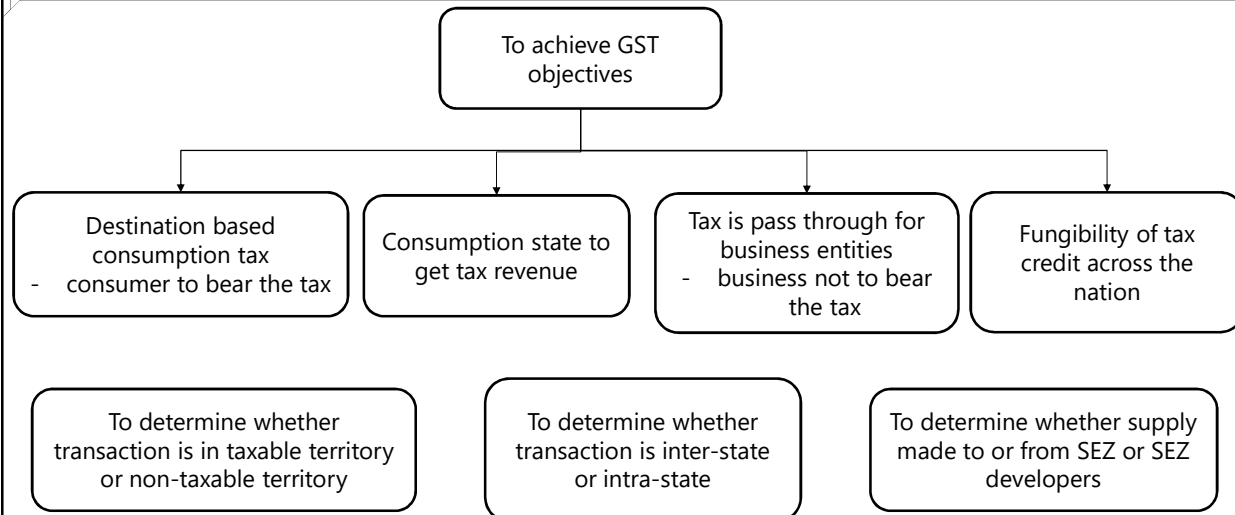 To achieve GST
objectives
Destination based
consumption tax
- consumer to bear the tax
Consumption state to
get tax revenue
Tax is pass through for
business entities
- business not to bear
the tax
Fungibility of tax
credit across the
nation
To determine whether
transaction is in taxable territory
or non-taxable territory
To determine whether
transaction is inter-state
or intra-state
To determine whether supply
made to or from SEZ or SEZ
developers